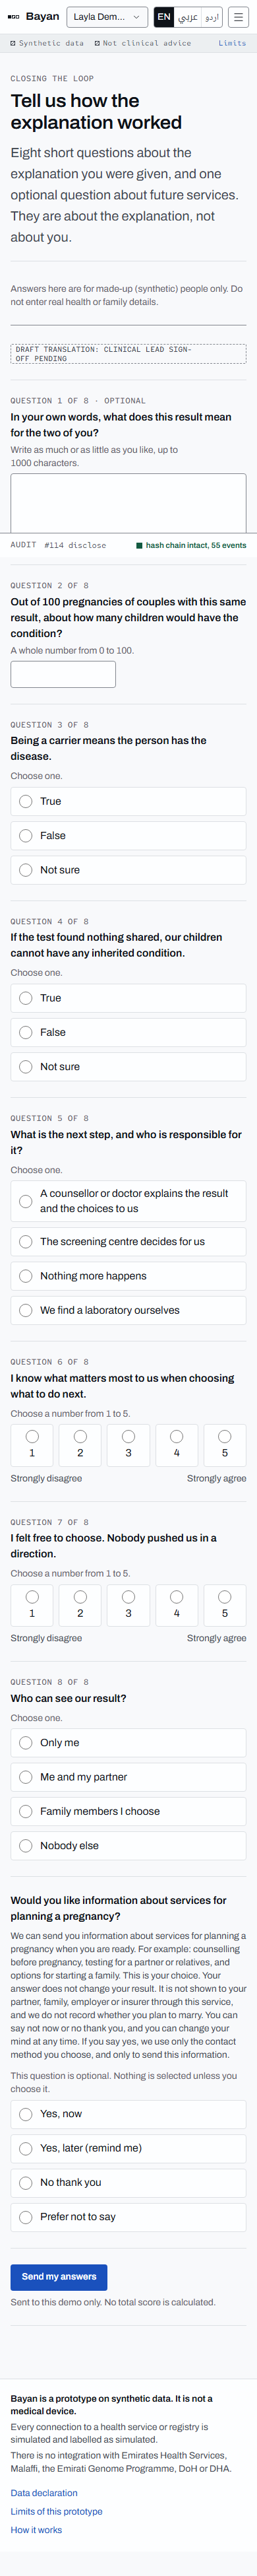 Bayan
Layla Dem...
EN
عربي
اردو
Synthetic data
Not clinical advice
Limits
CLOSING THE LOOP
Tell us how the
explanation worked
Eight short questions about the
explanation you were given, and one
optional question about future services.
They are about the explanation, not
about you.
Answers here are for made-up (synthetic) people only. Do
not enter real health or family details.
DRAFT TRANSLATION: CLINICAL LEAD SIGN-
OFF PENDING
QUESTION 1 OF 8 · OPTIONAL
In your own words, what does this result mean
for the two of you?
Write as much or as little as you like, up to
1000 characters.
AUDIT #114 disclose
hash chain intact, 55 events
QUESTION 2 OF 8
Out of 100 pregnancies of couples with this same
result, about how many children would have the
condition?
A whole number from 0 to 100.
QUESTION 3 OF 8
Being a carrier means the person has the
disease.
Choose one.
True
False
Not sure
QUESTION 4 OF 8
If the test found nothing shared, our children
cannot have any inherited condition.
Choose one.
True
False
Not sure
QUESTION 5 OF 8
What is the next step, and who is responsible for
it?
Choose one.
A counsellor or doctor explains the result
and the choices to us
The screening centre decides for us
Nothing more happens
We find a laboratory ourselves
QUESTION 6 OF 8
I know what matters most to us when choosing
what to do next.
Choose a number from 1 to 5.
1 2 3 4 5
Strongly disagree Strongly agree
QUESTION 7 OF 8
I felt free to choose. Nobody pushed us in a
direction.
Choose a number from 1 to 5.
1 2 3 4 5
Strongly disagree Strongly agree
QUESTION 8 OF 8
Who can see our result?
Choose one.
Only me
Me and my partner
Family members I choose
Nobody else
Would you like information about services for
planning a pregnancy?
We can send you information about services for planning a
pregnancy when you are ready. For example: counselling
before pregnancy, testing for a partner or relatives, and
options for starting a family. This is your choice. Your
answer does not change your result. It is not shown to your
partner, family, employer or insurer through this service,
and we do not record whether you plan to marry. You can
say not now or no thank you, and you can change your
mind at any time. If you say yes, we use only the contact
method you choose, and only to send this information.
This question is optional. Nothing is selected unless you
choose it.
Yes, now
Yes, later (remind me)
No thank you
Prefer not to say
Send my answers
Sent to this demo only. No total score is calculated.
Bayan is a prototype on synthetic data. It is not a
medical device.
Every connection to a health service or registry is
simulated and labelled as simulated.
There is no integration with Emirates Health Services,
Malaffi, the Emirati Genome Programme, DoH or DHA.
Data declaration
Limits of this prototype
How it works